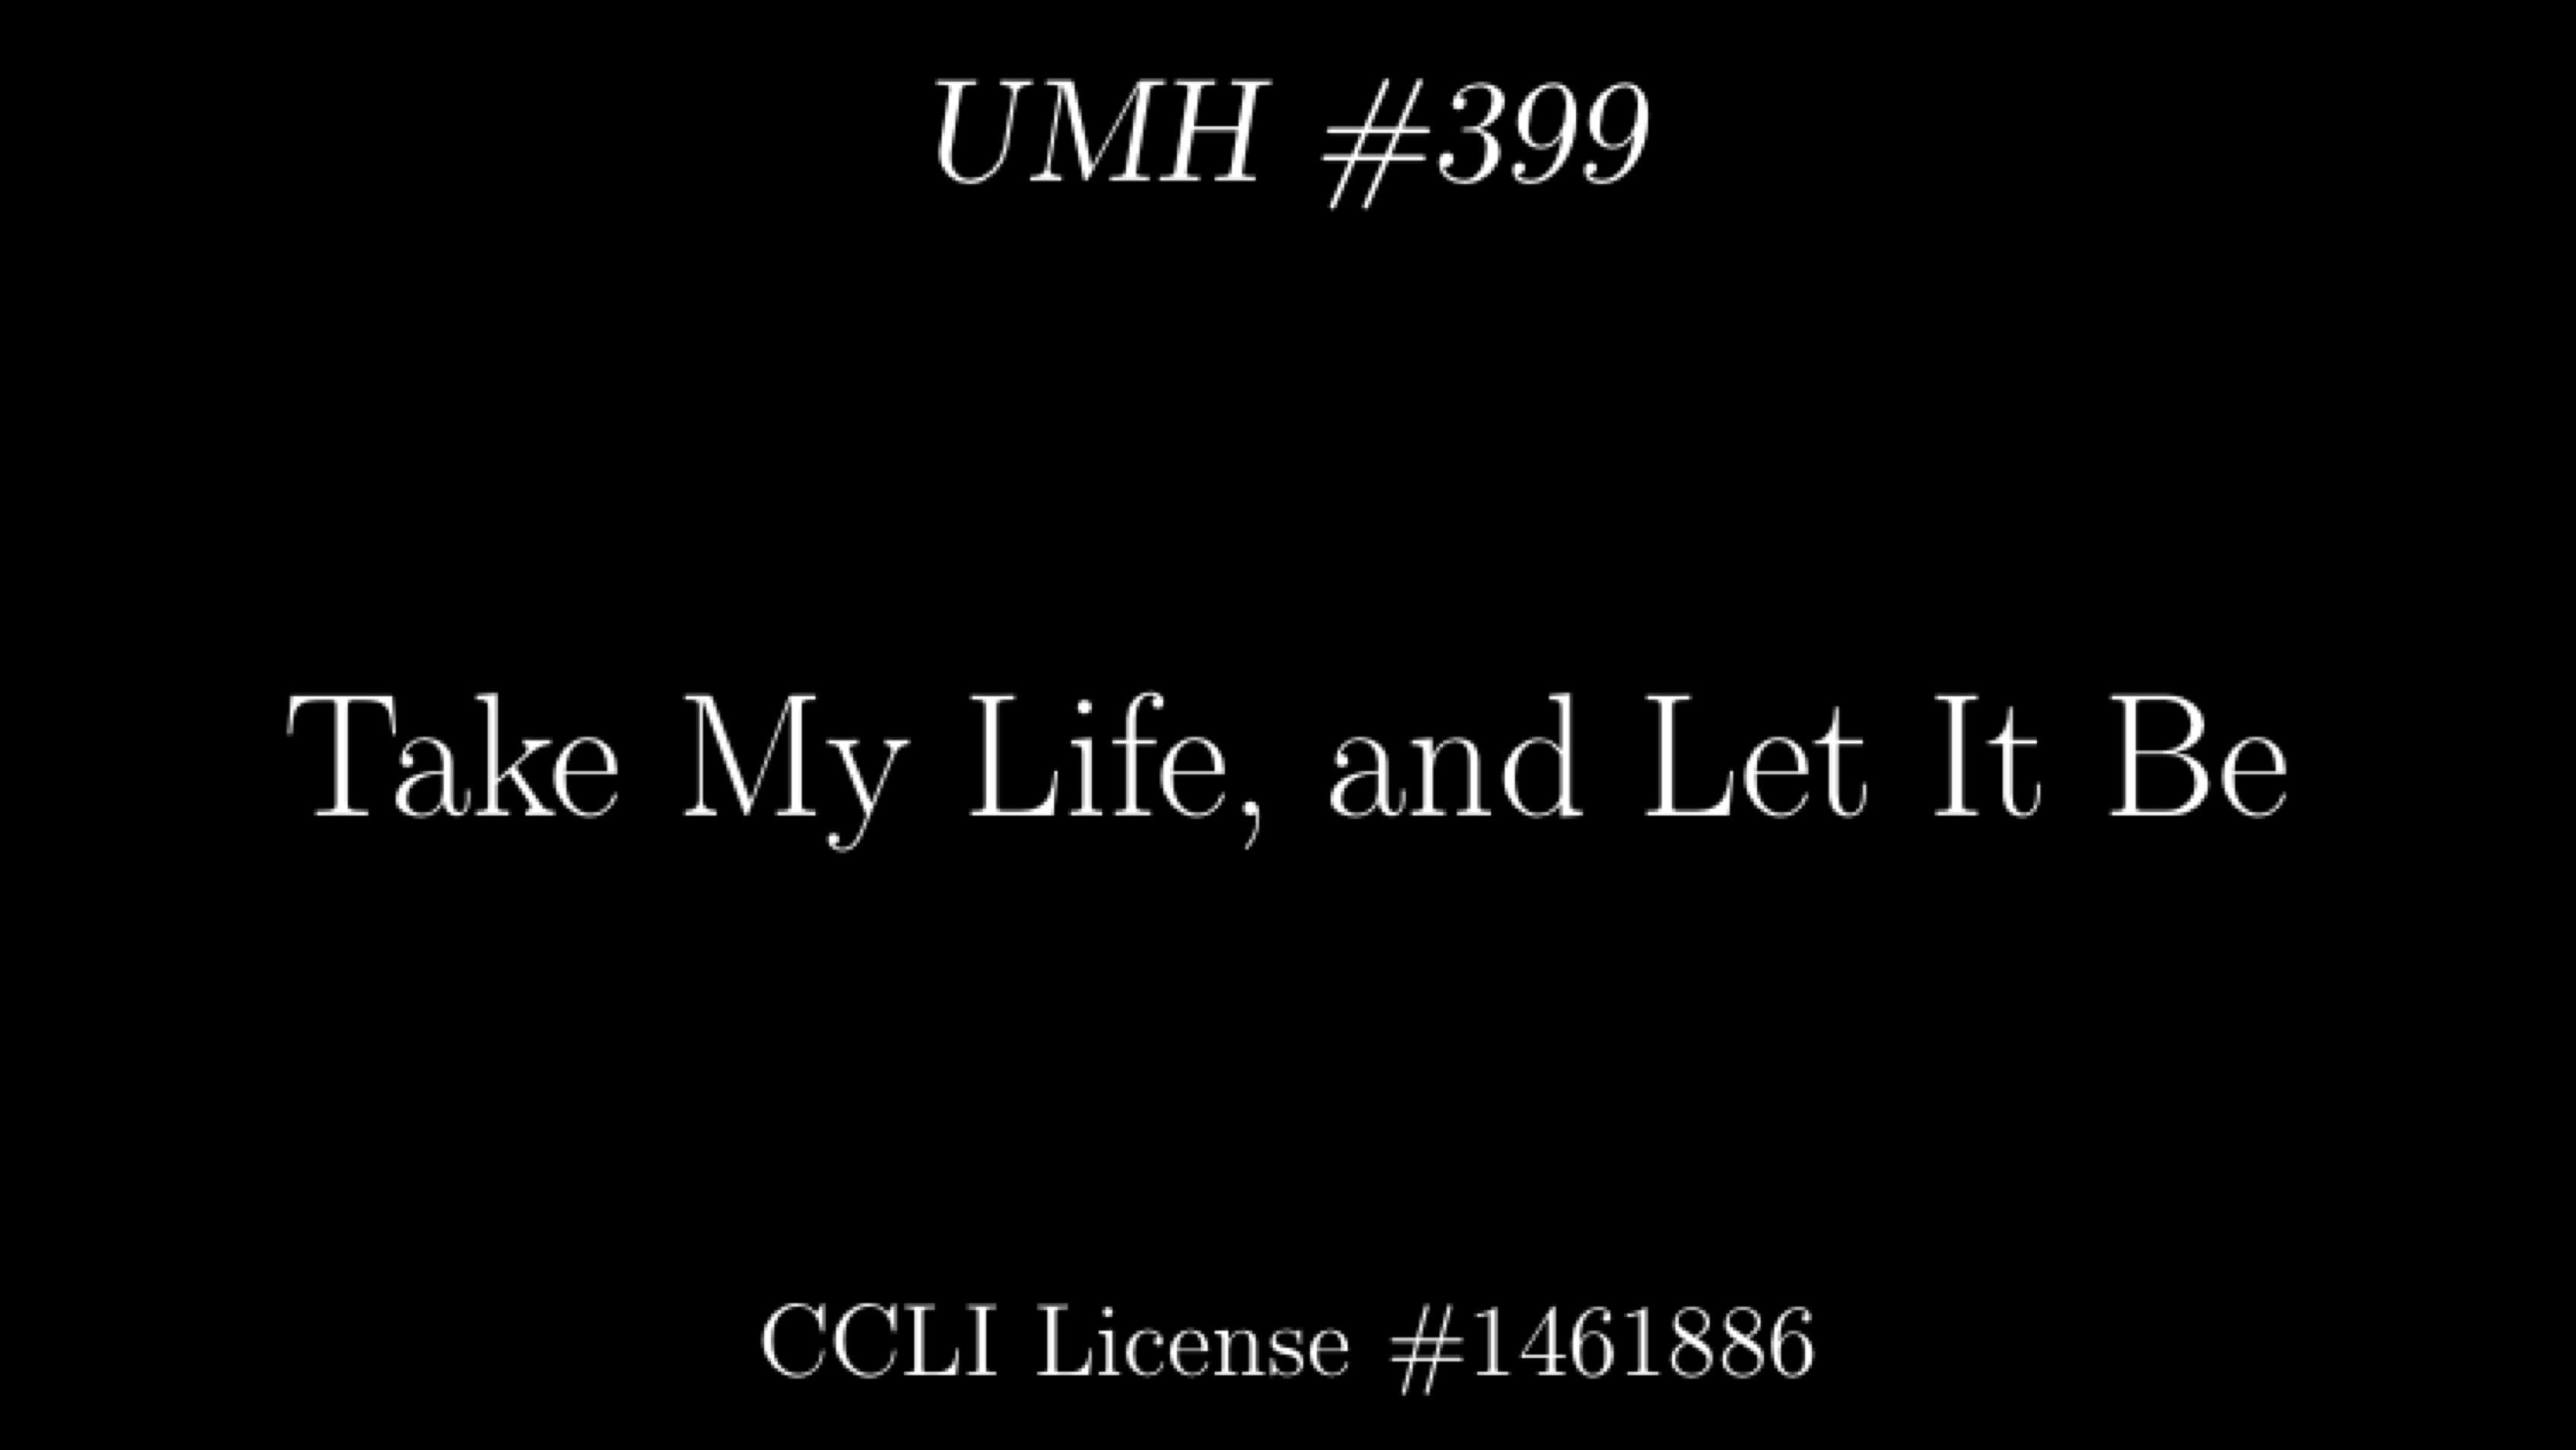 UMH #399
Take My Life, and Let It Be
CCLI License #1461886